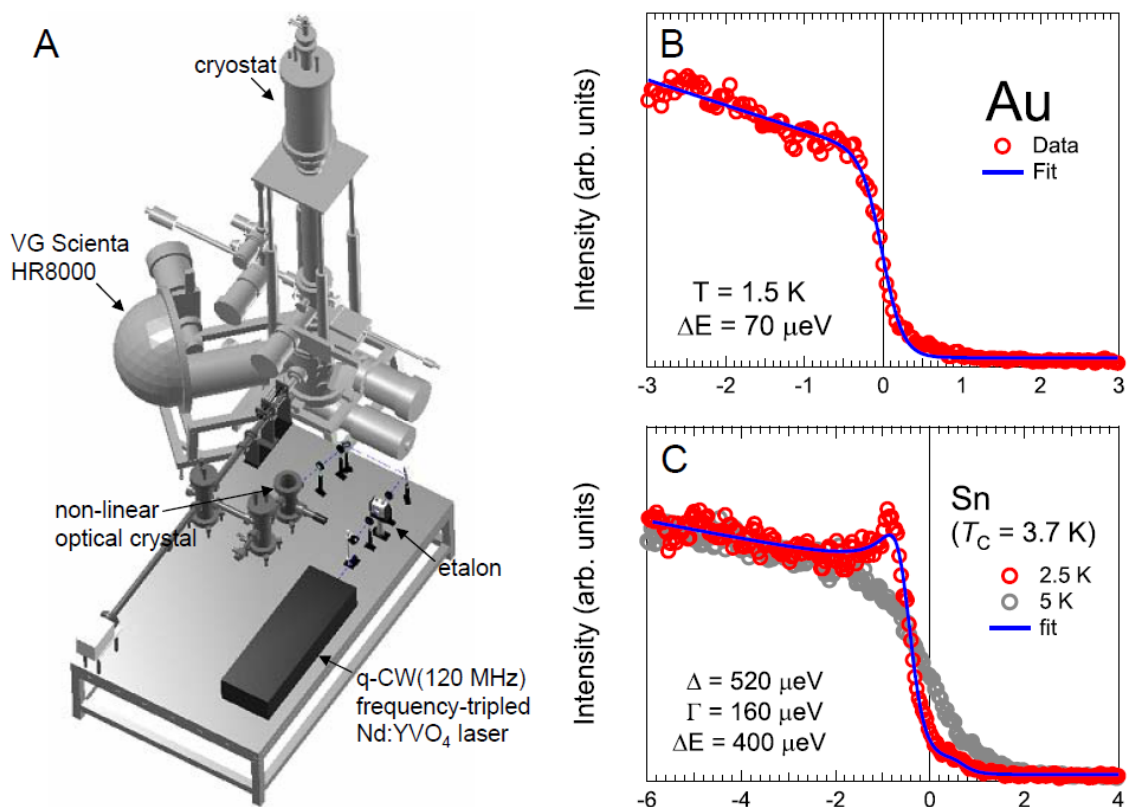 A
cryostat
VG Scienta
HR8000
non-linear
optical crystal
etalon
q-CW(120 MHz)
frequency-tripled
Nd:YVO₄ laser
B
Intensity (arb. units)
Au
Data
Fit
T = 1.5 K
ΔE = 70 μeV
-3 -2 -1 0 1 2 3
C
Intensity (arb. units)
Sn
(T_C = 3.7 K)
2.5 K
5 K
fit
Δ = 520 μeV
Γ = 160 μeV
ΔE = 400 μeV
-6 -4 -2 0 2 4